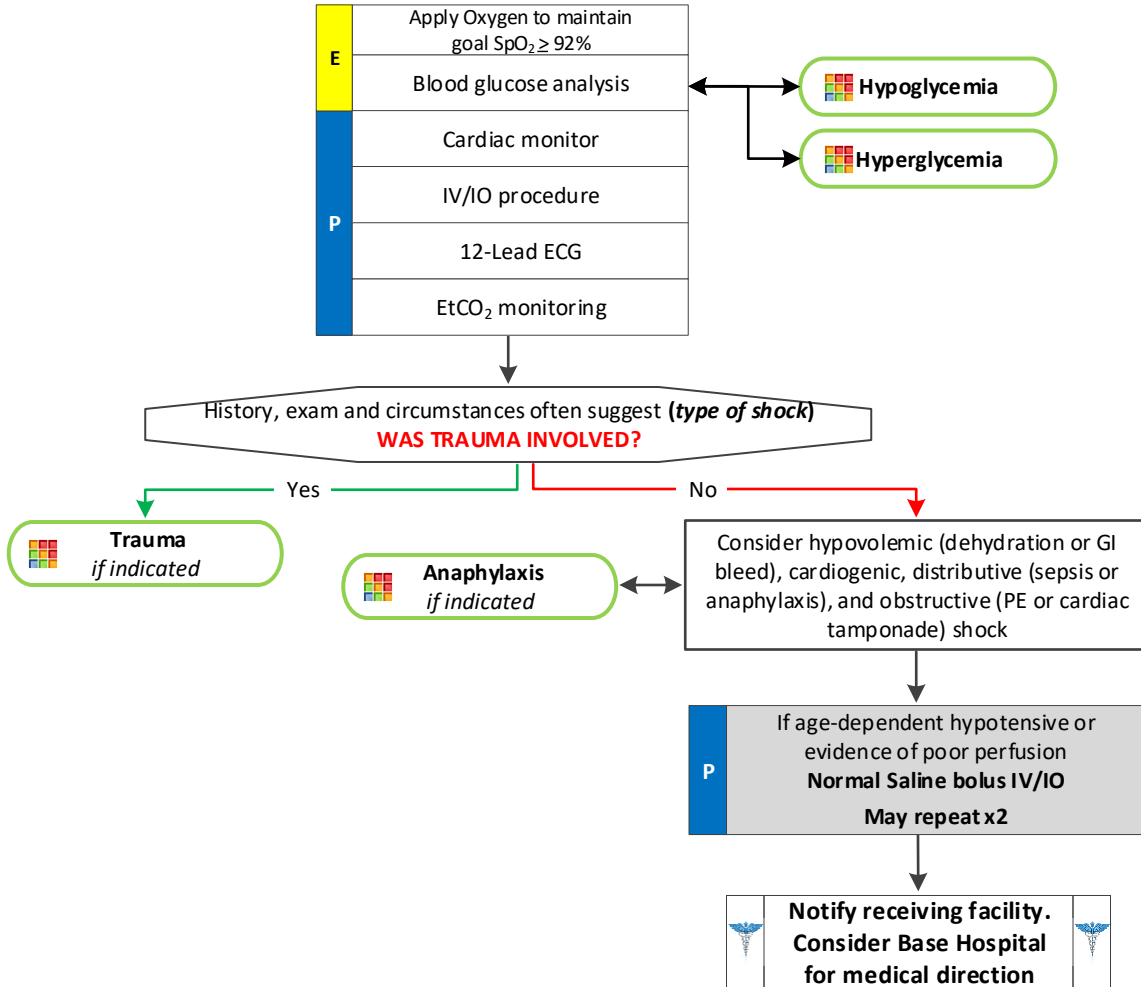 Apply Oxygen to maintain
goal SpO₂ ≥ 92%
E
Blood glucose analysis
Hypoglycemia
Hyperglycemia
Cardiac monitor
IV/IO procedure
P
12-Lead ECG
EtCO₂ monitoring
History, exam and circumstances often suggest (type of shock)
WAS TRAUMA INVOLVED?
Yes
No
Trauma
if indicated
Anaphylaxis
if indicated
Consider hypovolemic (dehydration or GI
bleed), cardiogenic, distributive (sepsis or
anaphylaxis), and obstructive (PE or cardiac
tamponade) shock
P
If age-dependent hypotensive or
evidence of poor perfusion
Normal Saline bolus IV/IO
May repeat x2
Notify receiving facility.
Consider Base Hospital
for medical direction